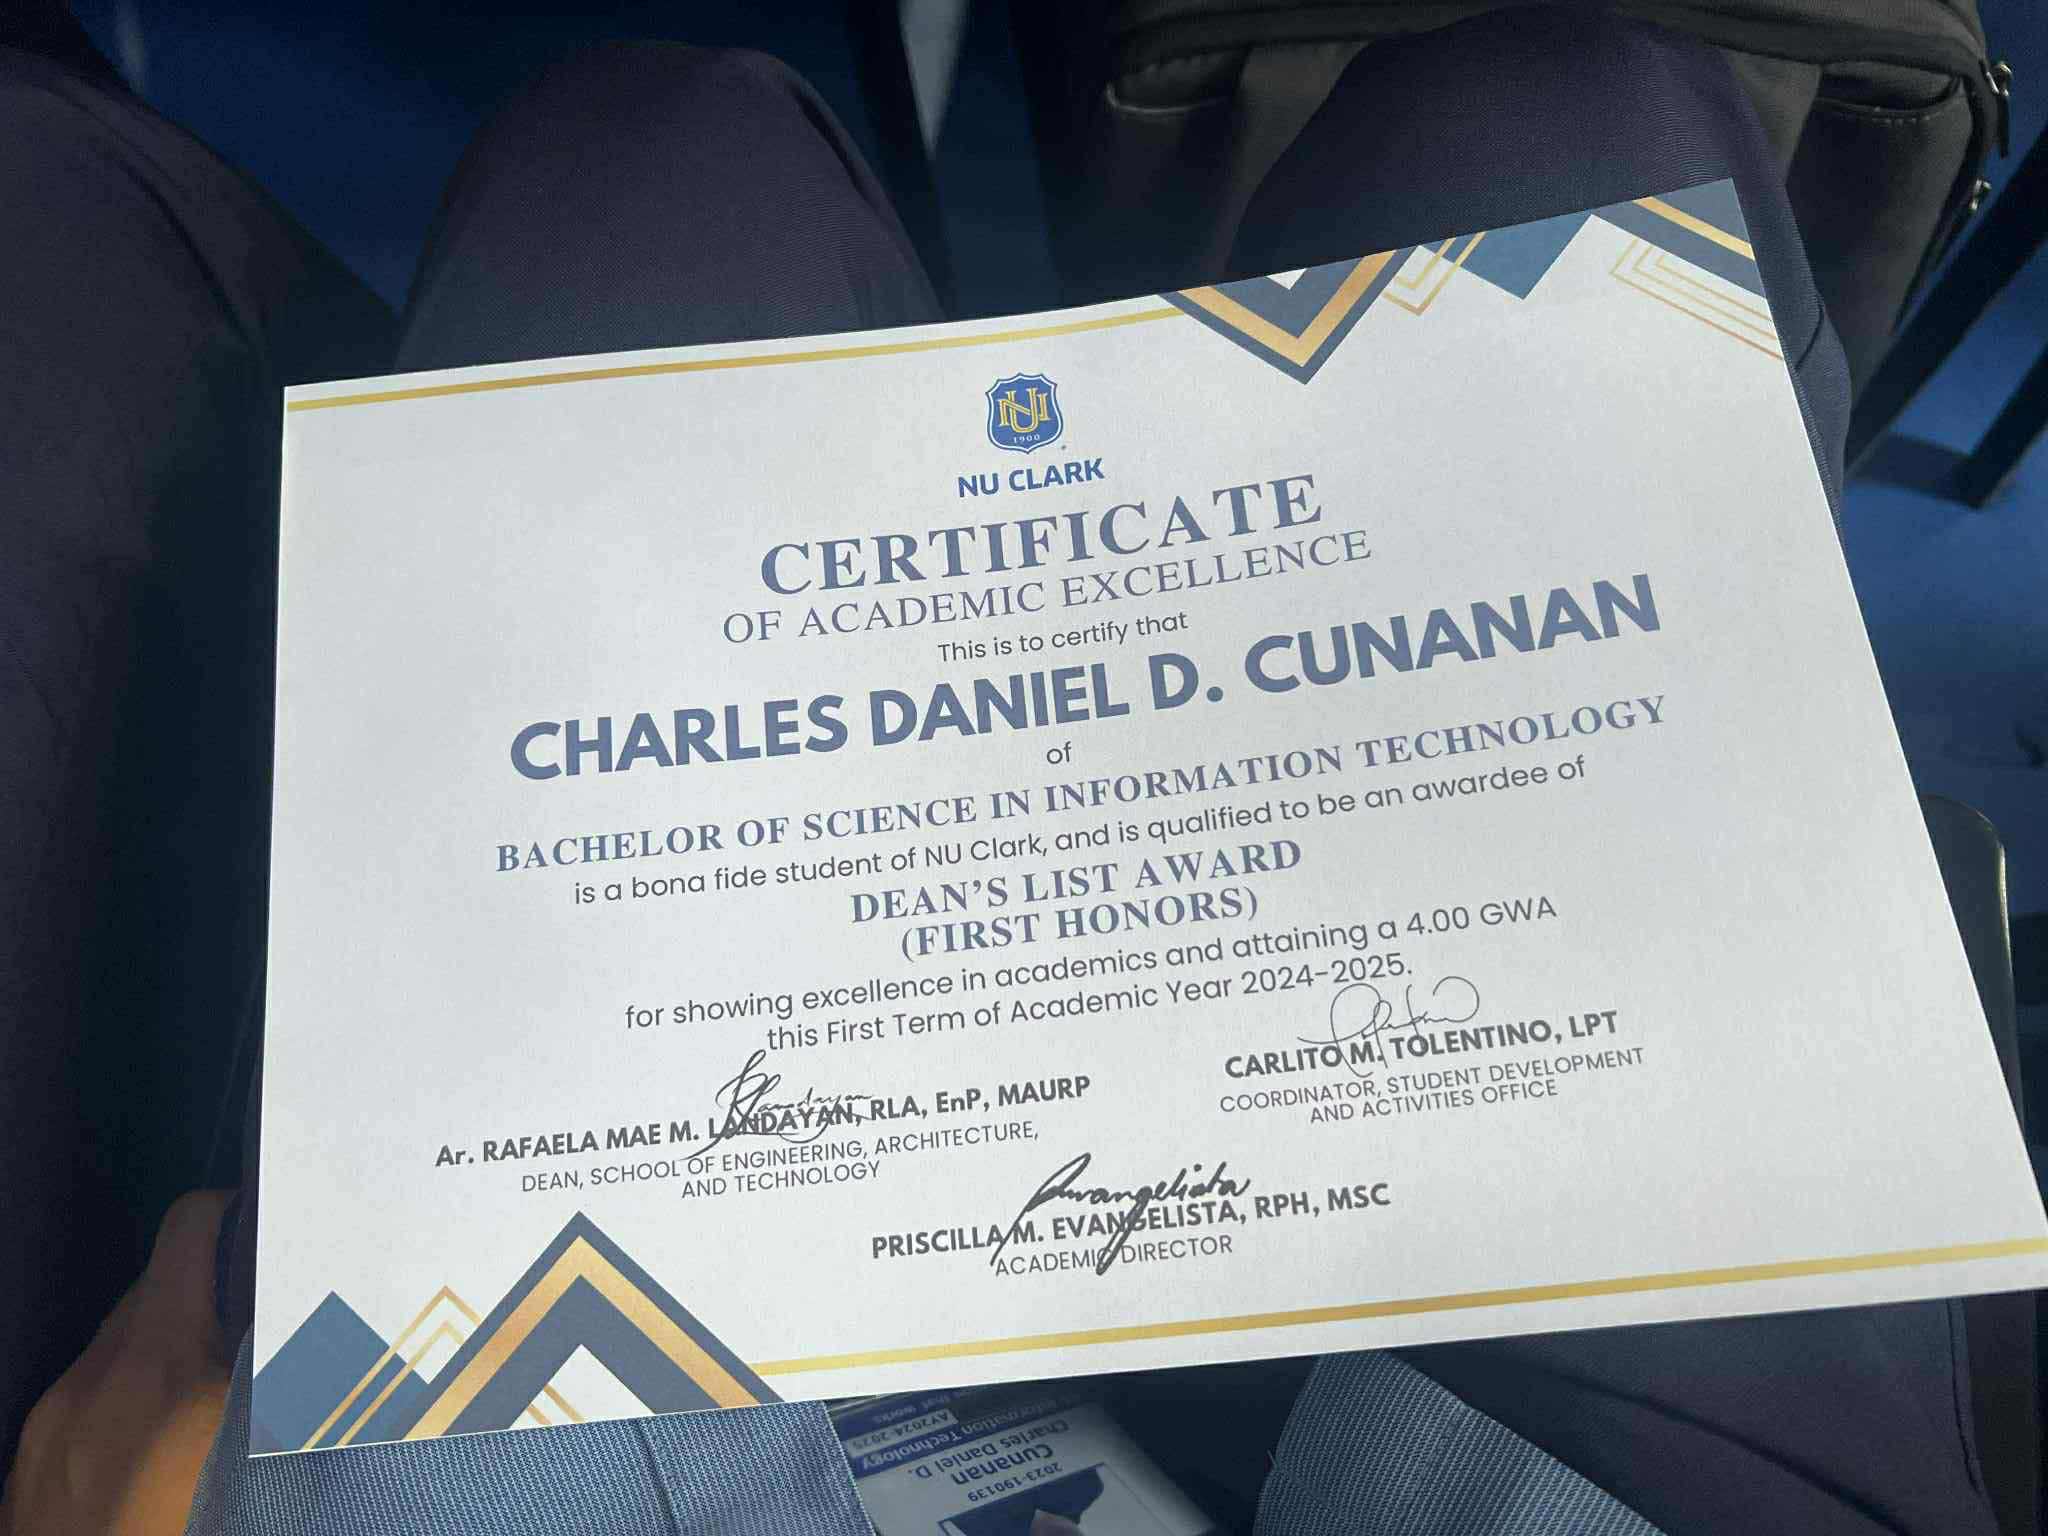 NU
1900
NU CLARK
CERTIFICATE
OF ACADEMIC EXCELLENCE
This is to certify that
CHARLES DANIEL D. CUNANAN
of
BACHELOR OF SCIENCE IN INFORMATION TECHNOLOGY
is a bona fide student of NU Clark, and is qualified to be an awardee of
DEAN'S LIST AWARD
(FIRST HONORS)
for showing excellence in academics and attaining a 4.00 GWA
this First Term of Academic Year 2024-2025.
Ar. RAFAELA MAE M. LANDAYAN, RLA, EnP, MAURP
DEAN, SCHOOL OF ENGINEERING, ARCHITECTURE,
AND TECHNOLOGY
CARLITO M. TOLENTINO, LPT
COORDINATOR, STUDENT DEVELOPMENT
AND ACTIVITIES OFFICE
PRISCILLA M. EVANGELISTA, RPH, MSC
ACADEMIC DIRECTOR
2023-190139
Cunanan
Charles Daniel D.
Information Technology
AY2024-2025
that works